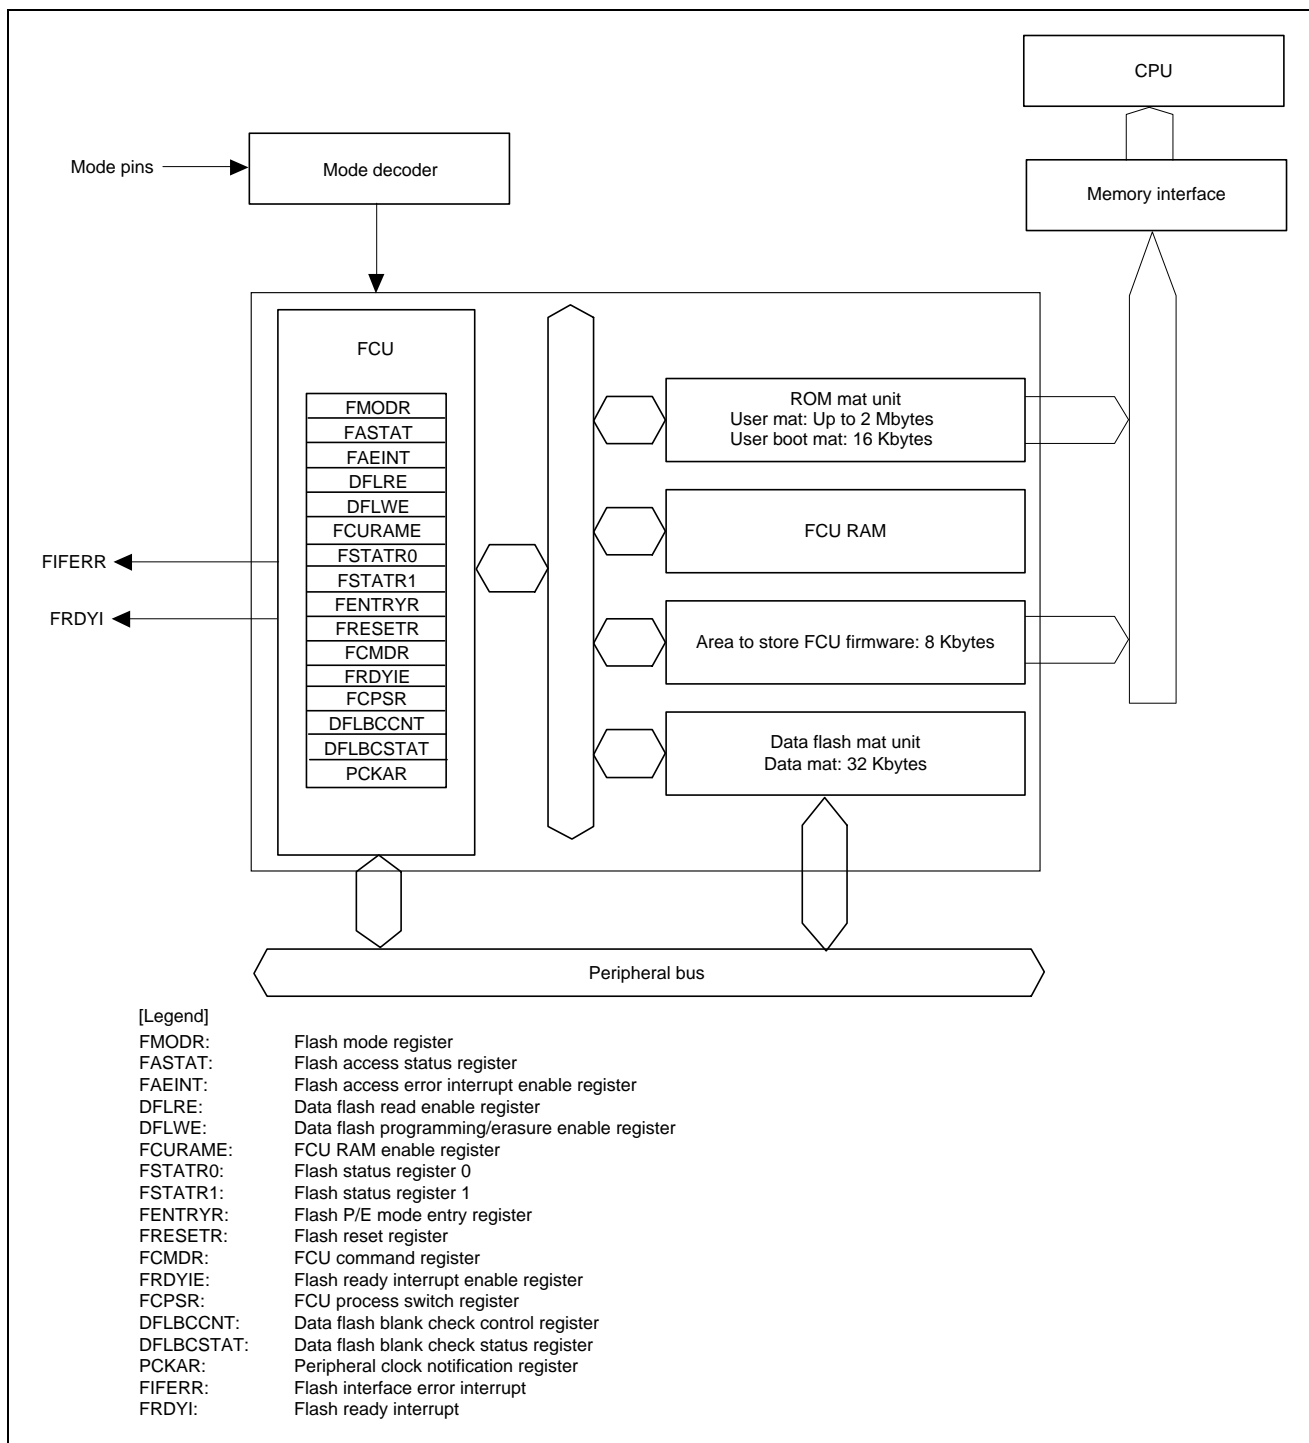 CPU
Mode pins
Mode decoder
Memory interface
FCU
FMODR
FASTAT
FAEINT
DFLRE
DFLWE
FCURAME
FSTATR0
FSTATR1
FENTRYR
FRESETR
FCMDR
FRDYIE
FCPSR
DFLBCCNT
DFLBCSTAT
PCKAR
FIFERR
FRDYI
ROM mat unit
User mat: Up to 2 Mbytes
User boot mat: 16 Kbytes
FCU RAM
Area to store FCU firmware: 8 Kbytes
Data flash mat unit
Data mat: 32 Kbytes
Peripheral bus
[Legend]
FMODR: Flash mode register
FASTAT: Flash access status register
FAEINT: Flash access error interrupt enable register
DFLRE: Data flash read enable register
DFLWE: Data flash programming/erasure enable register
FCURAME: FCU RAM enable register
FSTATR0: Flash status register 0
FSTATR1: Flash status register 1
FENTRYR: Flash P/E mode entry register
FRESETR: Flash reset register
FCMDR: FCU command register
FRDYIE: Flash ready interrupt enable register
FCPSR: FCU process switch register
DFLBCCNT: Data flash blank check control register
DFLBCSTAT: Data flash blank check status register
PCKAR: Peripheral clock notification register
FIFERR: Flash interface error interrupt
FRDYI: Flash ready interrupt